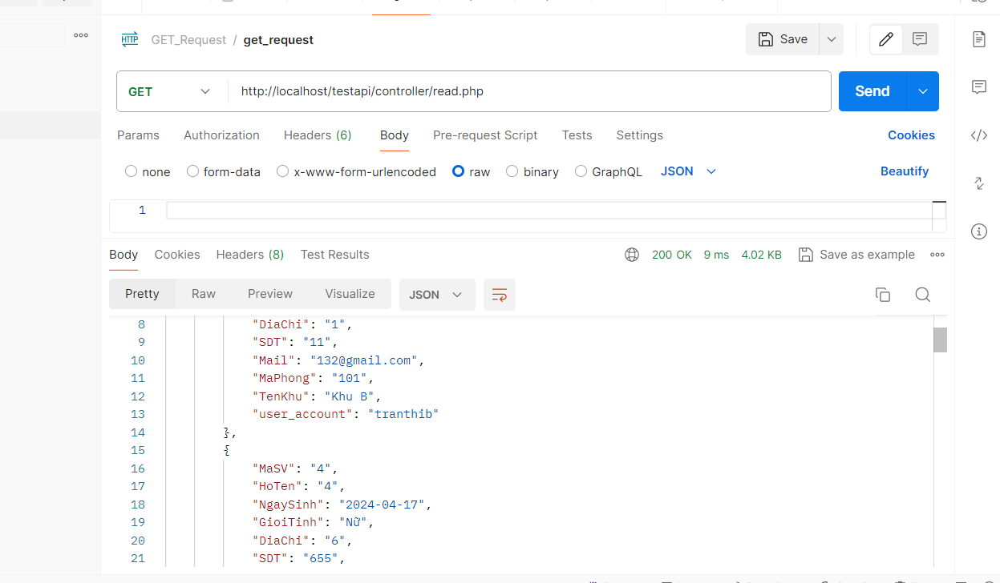 GET_Request / get_request
Save
GET
http://localhost/testapi/controller/read.php
Send
Params Authorization Headers (6) Body Pre-request Script Tests Settings Cookies
none form-data x-www-form-urlencoded raw binary GraphQL JSON Beautify
1
Body Cookies Headers (8) Test Results 200 OK 9 ms 4.02 KB Save as example
Pretty Raw Preview Visualize JSON
8 "DiaChi": "1",
9 "SDT": "11",
10 "Mail": "132@gmail.com",
11 "MaPhong": "101",
12 "TenKhu": "Khu B",
13 "user_account": "tranthib"
14 },
15 {
16 "MaSV": "4",
17 "HoTen": "4",
18 "NgaySinh": "2024-04-17",
19 "GioiTinh": "Nữ",
20 "DiaChi": "6",
21 "SDT": "655",